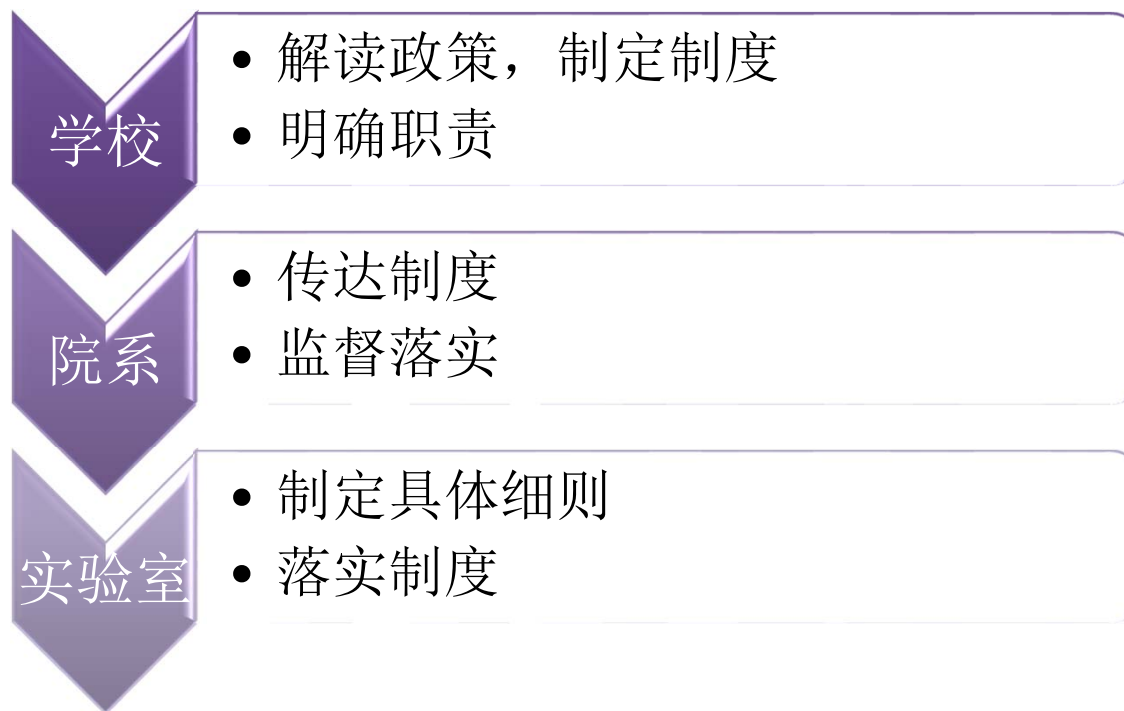 学校
• 解读政策，制定制度
• 明确职责
院系
• 传达制度
• 监督落实
实验室
• 制定具体细则
• 落实制度